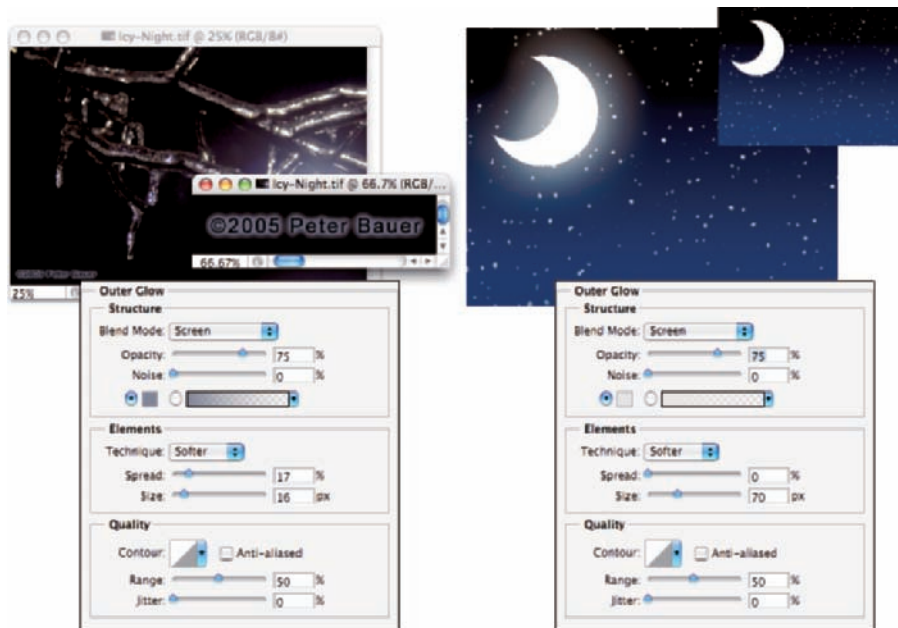 Icy-Night.tif @ 25% (RGB/8#)
Icy-Night.tif @ 66.7% (RGB/...
©2005 Peter Bauer
66.67%
©2005 Peter Bauer
25%
Outer Glow
Structure
Blend Mode: Screen
Opacity: 75 %
Noise: 0 %
Elements
Technique: Softer
Spread: 17 %
Size: 16 px
Quality
Contour: Anti-aliased
Range: 50 %
Jitter: 0 %
Outer Glow
Structure
Blend Mode: Screen
Opacity: 75 %
Noise: 0 %
Elements
Technique: Softer
Spread: 0 %
Size: 70 px
Quality
Contour: Anti-aliased
Range: 50 %
Jitter: 0 %